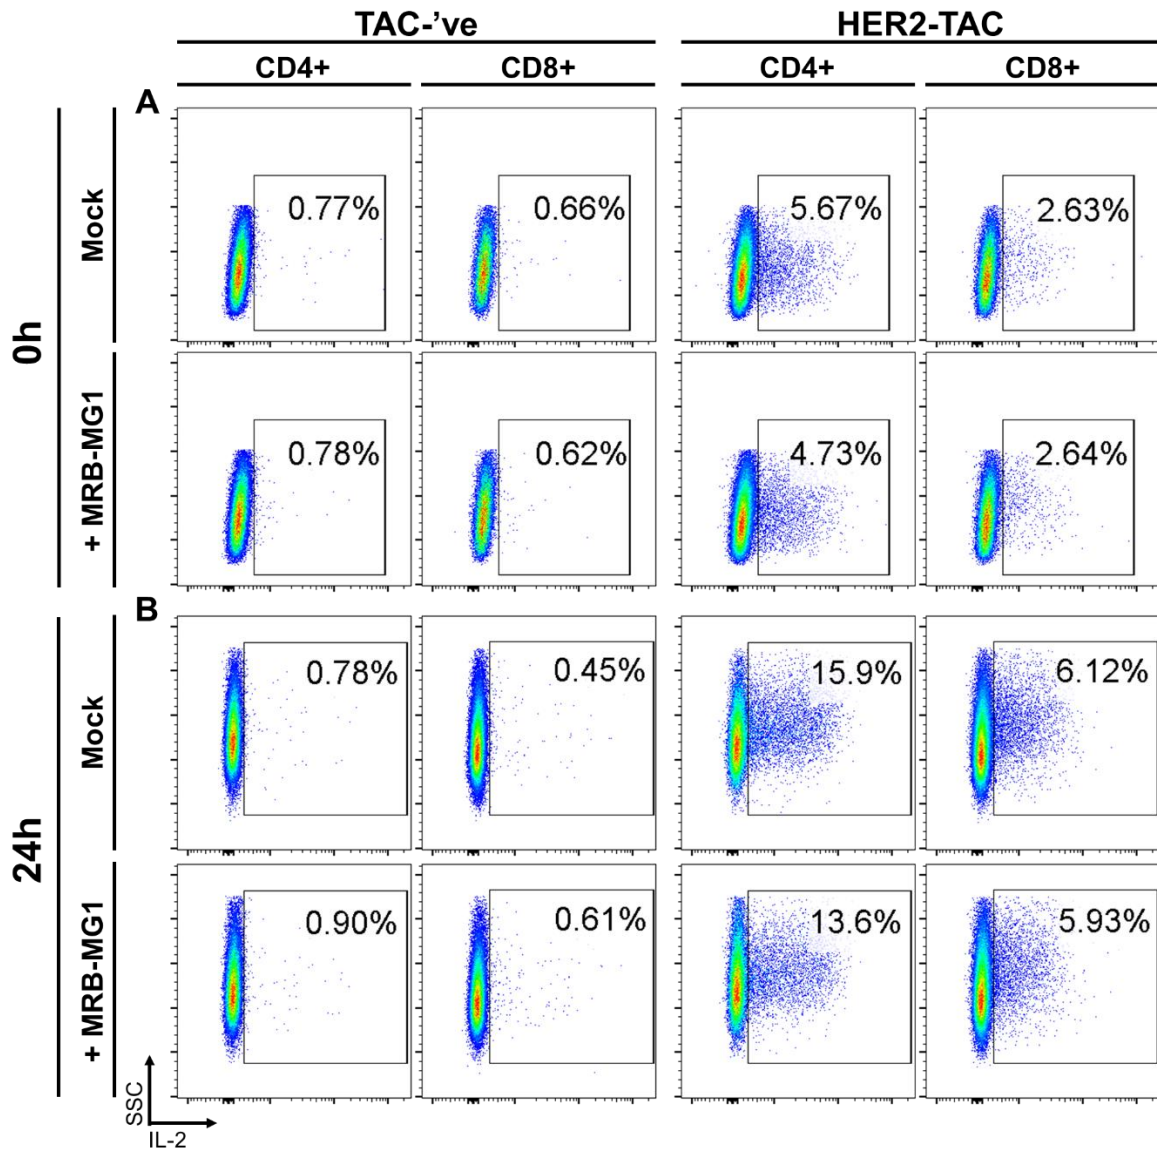 TAC-’ve HER2-TAC
CD4+ CD8+ CD4+ CD8+
A
0h
Mock
0.77% 0.66% 5.67% 2.63%
+ MRB-MG1
0.78% 0.62% 4.73% 2.64%
B
24h
Mock
0.78% 0.45% 15.9% 6.12%
+ MRB-MG1
0.90% 0.61% 13.6% 5.93%
SSC
IL-2